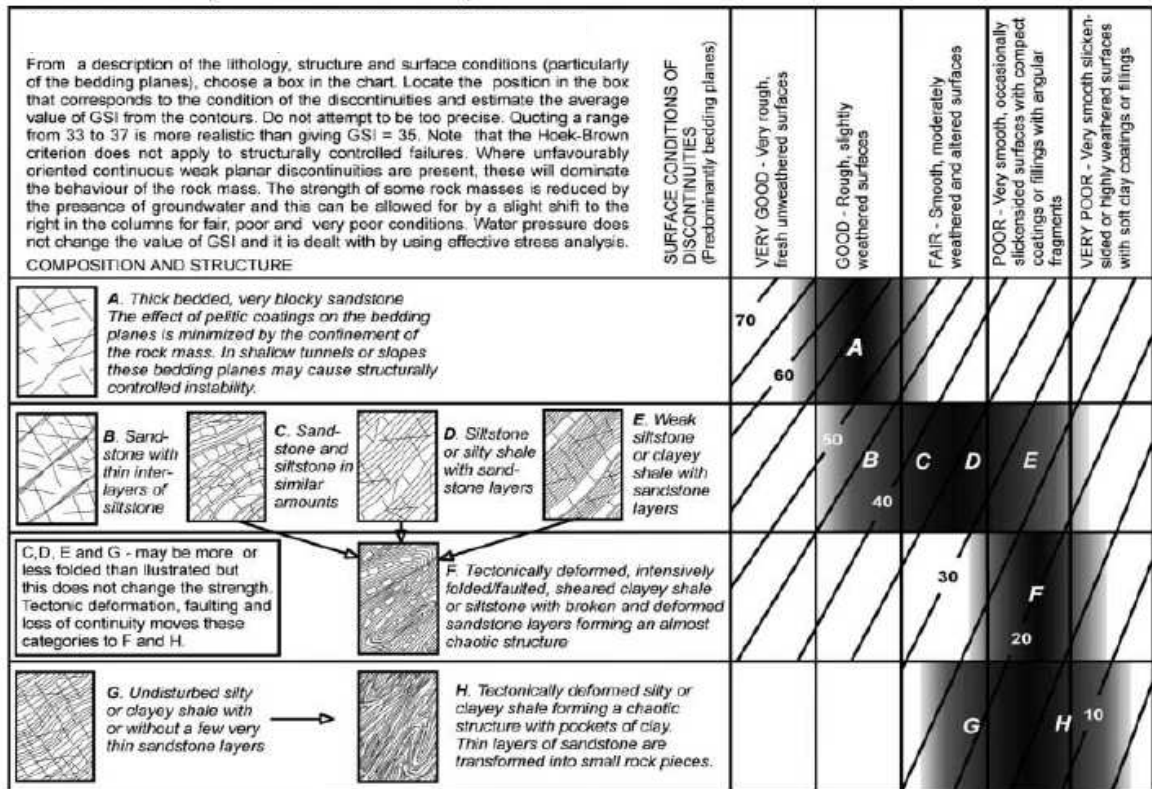 From a description of the lithology, structure and surface conditions (particularly
of the bedding planes), choose a box in the chart. Locate the position in the box
that corresponds to the condition of the discontinuities and estimate the average
value of GSI from the contours. Do not attempt to be too precise. Quoting a range
from 33 to 37 is more realistic than giving GSI = 35. Note that the Hoek-Brown
criterion does not apply to structurally controlled failures. Where unfavourably
oriented continuous weak planar discontinuities are present, these will dominate
the behaviour of the rock mass. The strength of some rock masses is reduced by
the presence of groundwater and this can be allowed for by a slight shift to the
right in the columns for fair, poor and very poor conditions. Water pressure does
not change the value of GSI and it is dealt with by using effective stress analysis.
COMPOSITION AND STRUCTURE
SURFACE CONDITIONS OF
DISCONTINUITIES
(Predominantly bedding planes)
VERY GOOD - Very rough,
fresh unweathered surfaces
GOOD - Rough, slightly
weathered surfaces
FAIR - Smooth, moderately
weathered and altered surfaces
POOR - Very smooth, occasionally
slickensided surfaces with compact
coatings or fillings with angular
fragments
VERY POOR - Very smooth slicken-
sided or highly weathered surfaces
with soft clay coatings or fillings
A. Thick bedded, very blocky sandstone
The effect of pelitic coatings on the bedding
planes is minimized by the confinement of
the rock mass. In shallow tunnels or slopes
these bedding planes may cause structurally
controlled instability.
70
60
A
B. Sand-
stone with
thin inter-
layers of
siltstone
C. Sand-
stone and
siltstone in
similar
amounts
D. Siltstone
or silty shale
with sand-
stone layers
E. Weak
siltstone
or clayey
shale with
sandstone
layers
50
B
C
D
E
40
C,D, E and G - may be more or
less folded than illustrated but
this does not change the strength.
Tectonic deformation, faulting and
loss of continuity moves these
categories to F and H.
F. Tectonically deformed, intensively
folded/faulted, sheared clayey shale
or siltstone with broken and deformed
sandstone layers forming an almost
chaotic structure
30
F
20
G. Undisturbed silty
or clayey shale with
or without a few very
thin sandstone layers
H. Tectonically deformed silty or
clayey shale forming a chaotic
structure with pockets of clay.
Thin layers of sandstone are
transformed into small rock pieces.
G
H
10